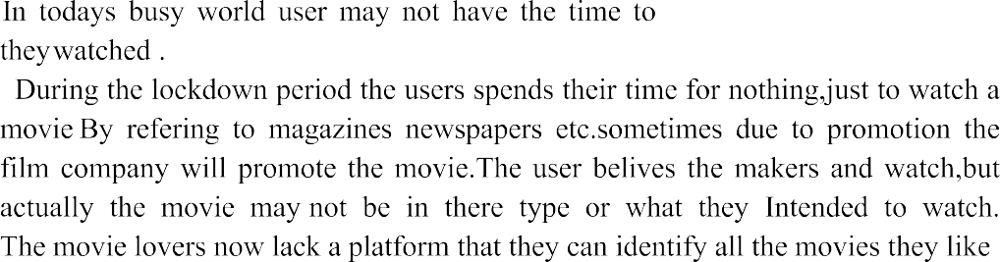 In todays busy world user may not have the time to
theywatched .
During the lockdown period the users spends their time for nothing,just to watch a
movie By refering to magazines newspapers etc.sometimes due to promotion the
film company will promote the movie.The user belives the makers and watch,but
actually the movie may not be in there type or what they Intended to watch.
The movie lovers now lack a platform that they can identify all the movies they like